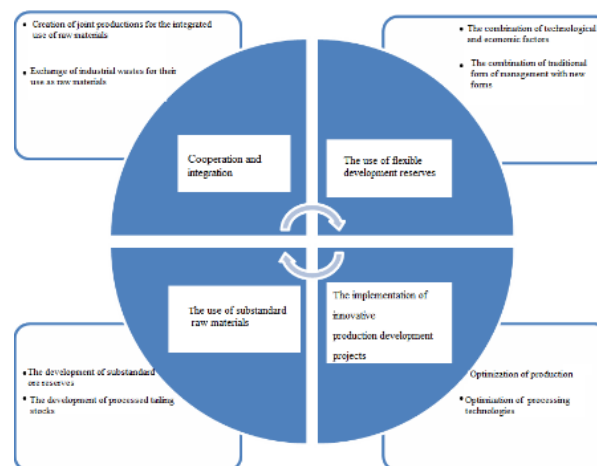 • Creation of joint productions for the integrated
use of raw materials
• Exchange of industrial wastes for their
use as raw materials
• The combination of technological
and economic factors
• The combination of traditional
form of management with new
forms
Cooperation and
integration
The use of flexible
development reserves
The use of substandard
raw materials
The implementation of
innovative
production development
projects
• The development of substandard
ore reserves
• The development of processed tailing
stocks
Optimization of production
• Optimization of processing
technologies